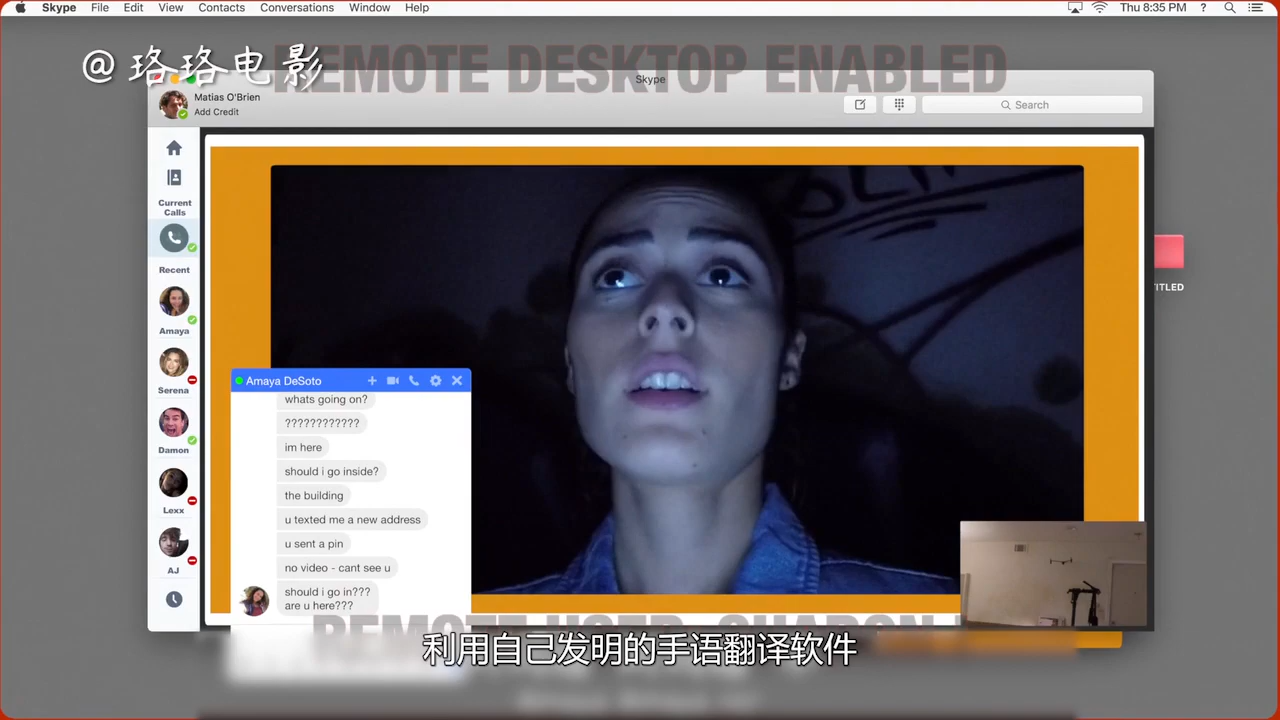 Skype File Edit View Contacts Conversations Window Help Thu 8:35 PM ?
@珞珞电影
REMOTE DESKTOP ENABLED
Skype
Matias O'Brien
Add Credit
Search
Current
Calls
Recent
Amaya
Serena
Damon
Lexx
AJ
TITLED
Amaya DeSoto
whats going on?
????????????
im here
should i go inside?
the building
u texted me a new address
u sent a pin
no video - cant see u
should i go in???
are u here???
利用自己发明的手语翻译软件